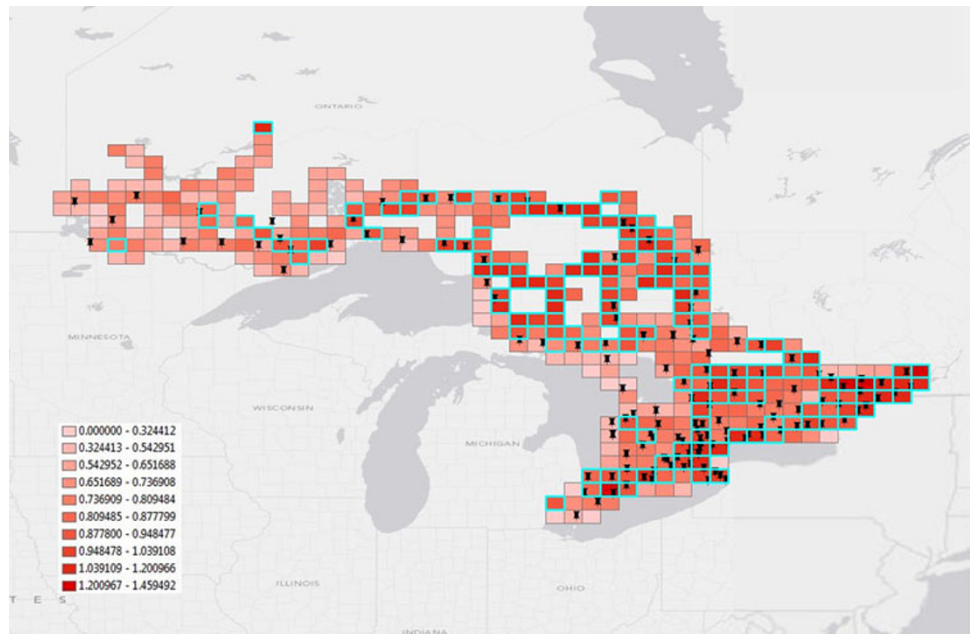 ONTARIO
MINNESOTA
WISCONSIN
MICHIGAN
0.000000 - 0.324412
0.324413 - 0.542951
0.542952 - 0.651688
0.651689 - 0.736908
0.736909 - 0.809484
0.809485 - 0.877799
0.877800 - 0.948477
0.948478 - 1.039108
1.039109 - 1.200966
1.200967 - 1.459492
ILLINOIS
OHIO
T E S
INDIANA